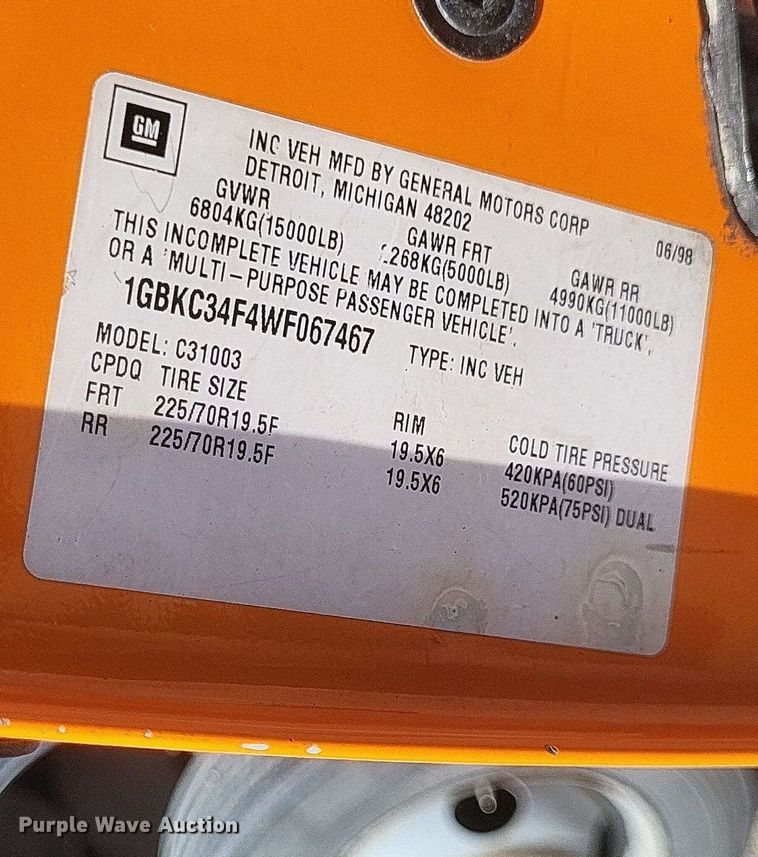 GM
INC VEH MFD BY GENERAL MOTORS CORP
DETROIT, MICHIGAN 48202
06/98
GVWR GAWR FRT GAWR RR
6804KG(15000LB) 2268KG(5000LB) 4990KG(11000LB)
THIS INCOMPLETE VEHICLE MAY BE COMPLETED INTO A 'TRUCK',
OR A 'MULTI-PURPOSE PASSENGER VEHICLE'.
1GBKC34F4WF067467 TYPE: INC VEH
MODEL: C31003
CPDQ TIRE SIZE RIM COLD TIRE PRESSURE
FRT 225/70R19.5F 19.5X6 420KPA(60PSI)
RR 225/70R19.5F 19.5X6 520KPA(75PSI) DUAL
Purple Wave Auction